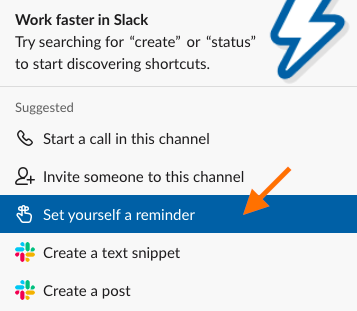 Work faster in Slack
Try searching for “create” or “status”
to start discovering shortcuts.
Suggested
Start a call in this channel
Invite someone to this channel
Set yourself a reminder
Create a text snippet
Create a post